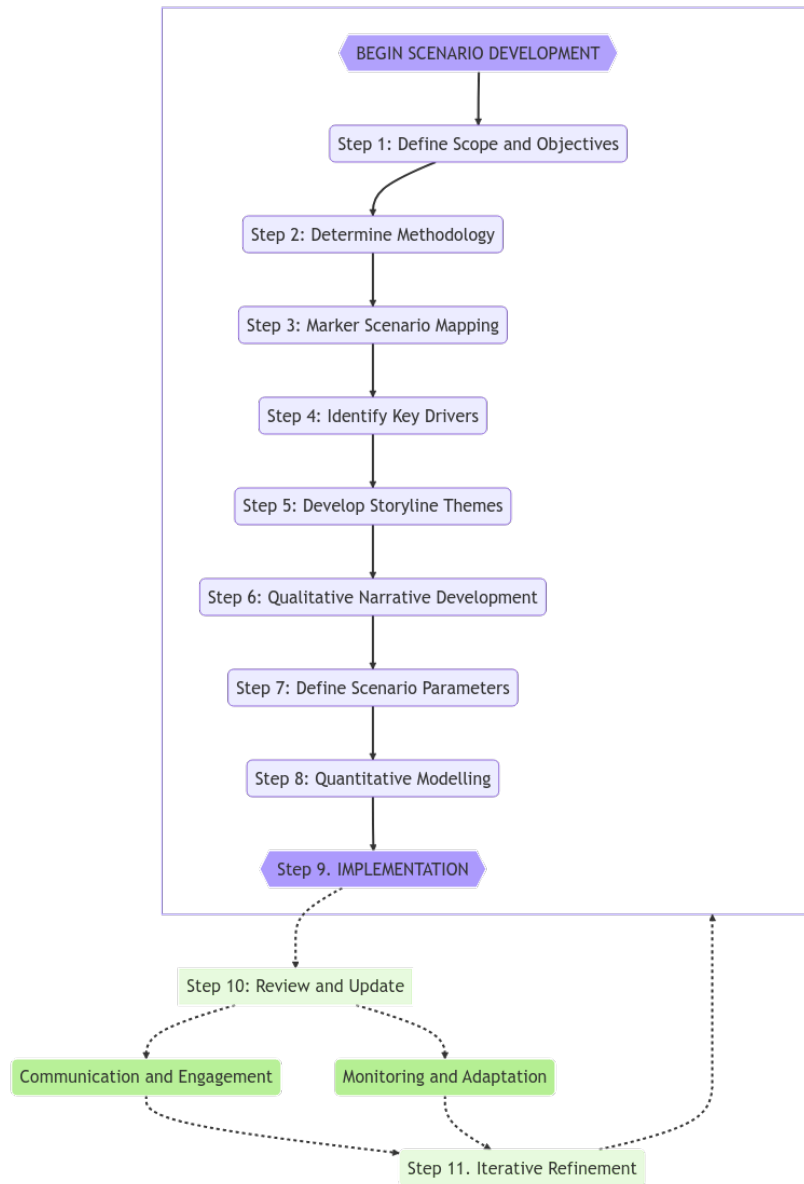 BEGIN SCENARIO DEVELOPMENT
Step 1: Define Scope and Objectives
Step 2: Determine Methodology
Step 3: Marker Scenario Mapping
Step 4: Identify Key Drivers
Step 5: Develop Storyline Themes
Step 6: Qualitative Narrative Development
Step 7: Define Scenario Parameters
Step 8: Quantitative Modelling
Step 9. IMPLEMENTATION
Step 10: Review and Update
Communication and Engagement
Monitoring and Adaptation
Step 11. Iterative Refinement